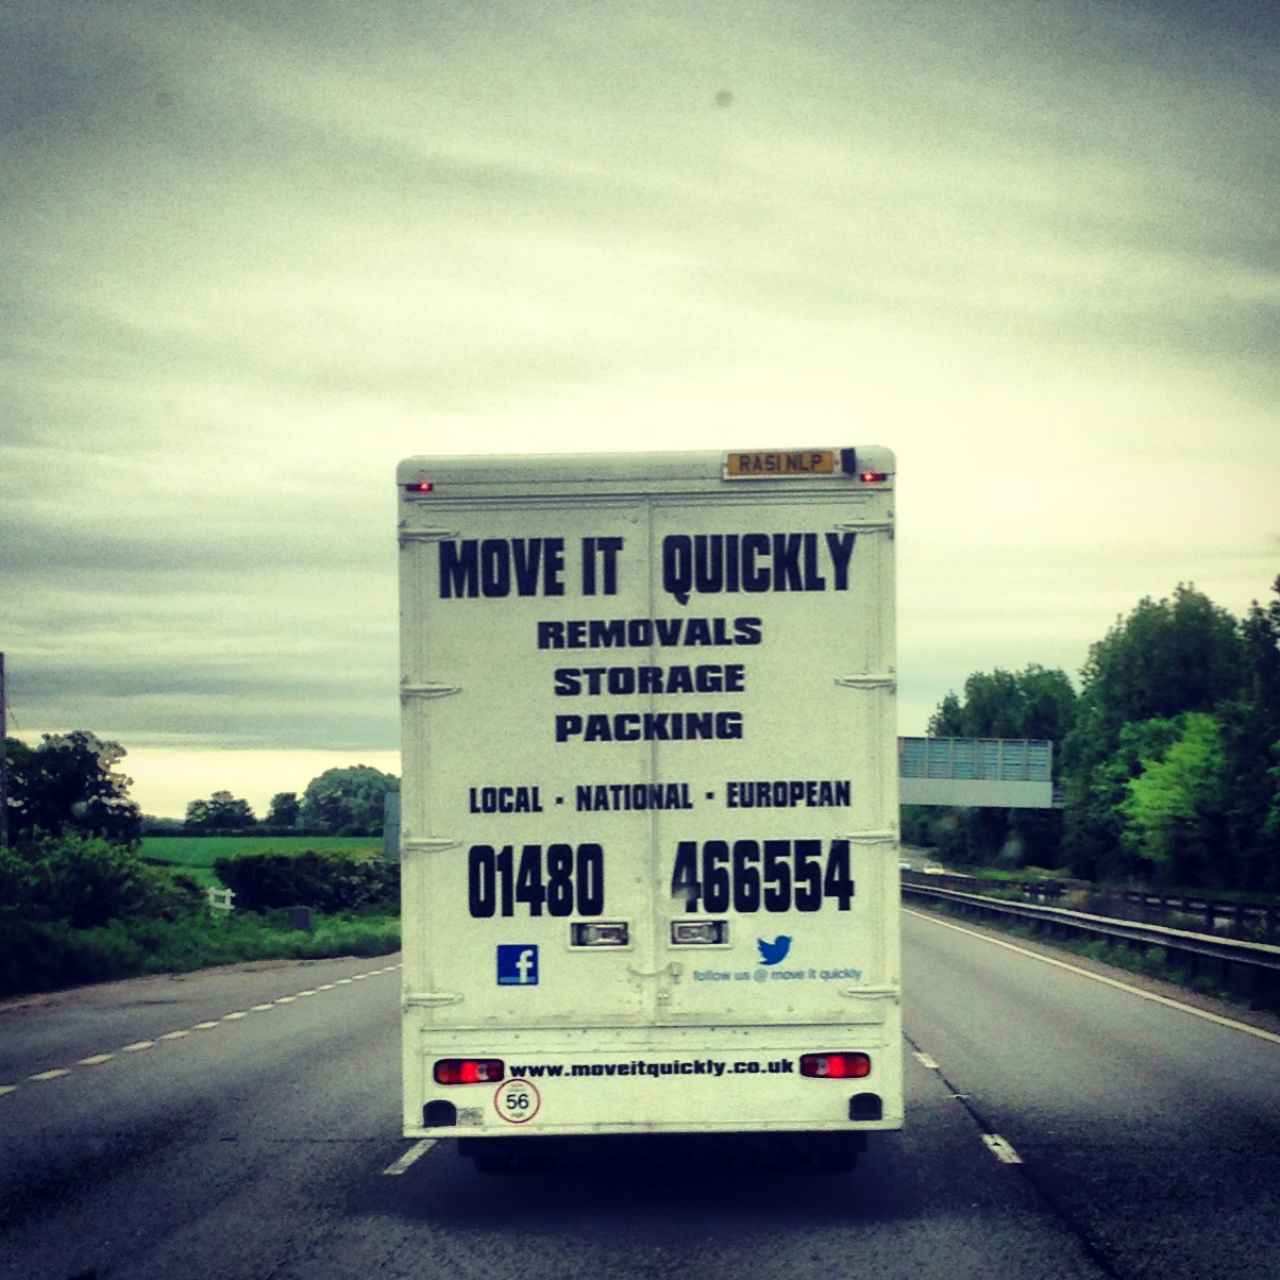 RA51 NLP
MOVE IT QUICKLY
REMOVALS
STORAGE
PACKING
LOCAL · NATIONAL · EUROPEAN
01480 466554
f
follow us @ move it quickly
www.moveitquickly.co.uk
56
mph